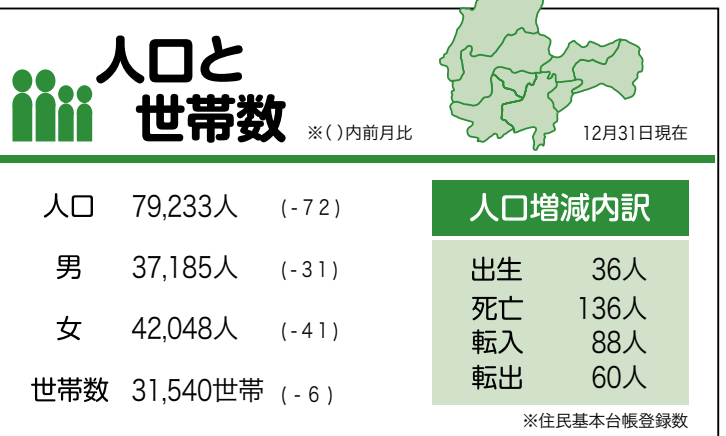 人口と
世帯数
※( )内前月比
12月31日現在
人口 79,233人 (-72)
男 37,185人 (-31)
女 42,048人 (-41)
世帯数 31,540世帯 (-6)
人口増減内訳
出生 36人
死亡 136人
転入 88人
転出 60人
※住民基本台帳登録数